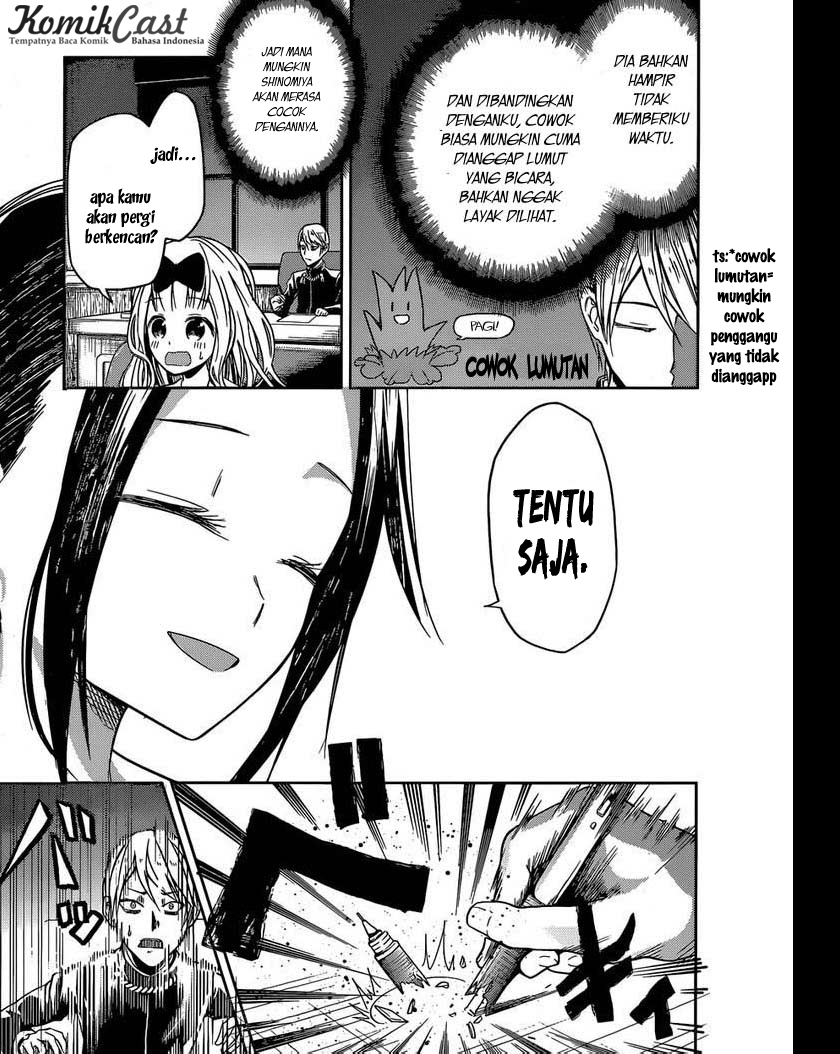 KomikCast
Tempatnya Baca Komik Bahasa Indonesia
DIA BAHKAN
HAMPIR
TIDAK
MEMBERIKU
WAKTU.
DAN DIBANDINGKAN
DENGANKU, COWOK
BIASA MUNGKIN CUMA
DIANGGAP LUMUT
YANG BICARA,
BAHKAN NGGAK
LAYAK DILIHAT.
PAGI!
COWOK LUMUTAN
ts:*cowok
lumutan=
mungkin
cowok
penggangu
yang tidak
dianggapp
JADI MANA
MUNGKIN
SHINOMIYA
AKAN MERASA
COCOK
DENGANNYA.
jadi...
apa kamu
akan pergi
berkencan?
TENTU
SAJA.